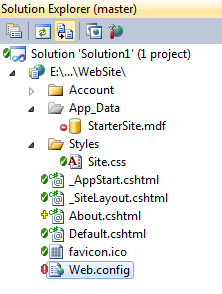 Solution Explorer (master)
Solution 'Solution1' (1 project)
E:\...\WebSite\
Account
App_Data
StarterSite.mdf
Styles
Site.css
_AppStart.cshtml
_SiteLayout.cshtml
About.cshtml
Default.cshtml
favicon.ico
Web.config